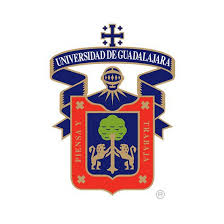 UNIVERSIDAD DE GUADALAJARA
PIENSA Y
TRABAJA
®